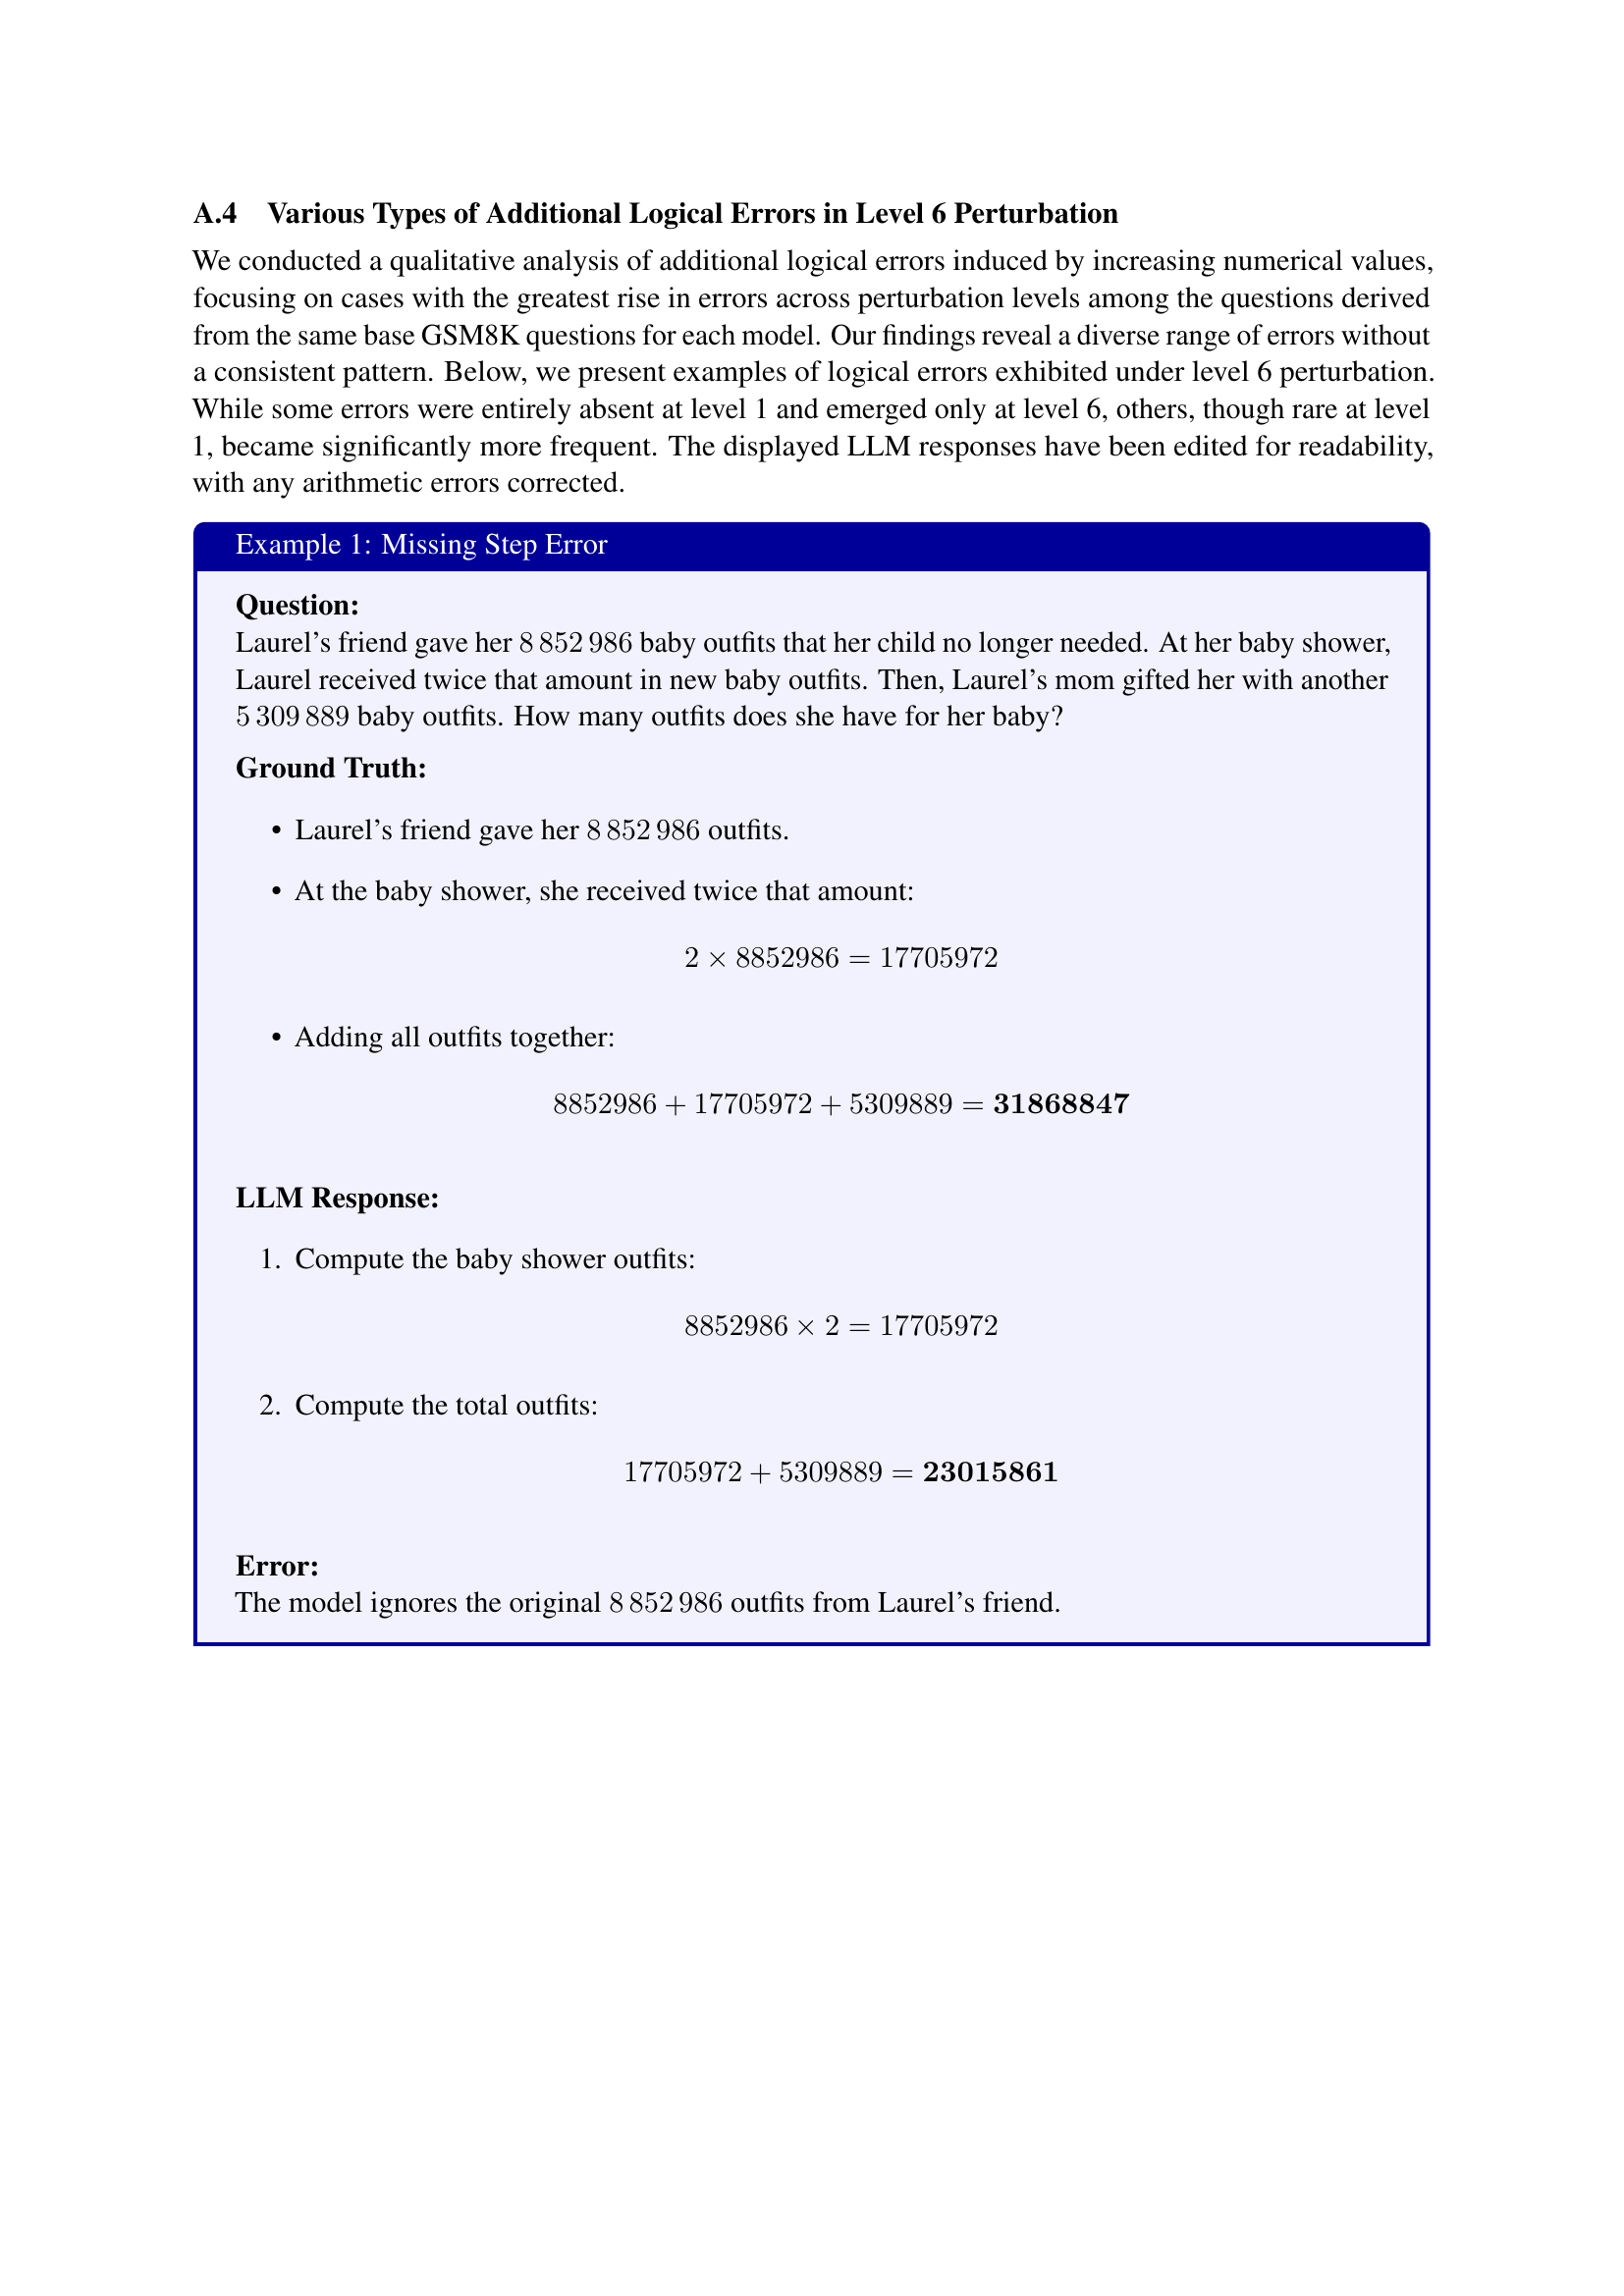 A.4 Various Types of Additional Logical Errors in Level 6 Perturbation
We conducted a qualitative analysis of additional logical errors induced by increasing numerical values,
focusing on cases with the greatest rise in errors across perturbation levels among the questions derived
from the same base GSM8K questions for each model. Our findings reveal a diverse range of errors without
a consistent pattern. Below, we present examples of logical errors exhibited under level 6 perturbation.
While some errors were entirely absent at level 1 and emerged only at level 6, others, though rare at level
1, became significantly more frequent. The displayed LLM responses have been edited for readability,
with any arithmetic errors corrected.
Example 1: Missing Step Error
Question:
Laurel's friend gave her 8 852 986 baby outfits that her child no longer needed. At her baby shower,
Laurel received twice that amount in new baby outfits. Then, Laurel's mom gifted her with another
5 309 889 baby outfits. How many outfits does she have for her baby?
Ground Truth:
• Laurel's friend gave her 8 852 986 outfits.
• At the baby shower, she received twice that amount:
2 × 8852986 = 17705972
• Adding all outfits together:
8852986 + 17705972 + 5309889 = 31868847
LLM Response:
1. Compute the baby shower outfits:
8852986 × 2 = 17705972
2. Compute the total outfits:
17705972 + 5309889 = 23015861
Error:
The model ignores the original 8 852 986 outfits from Laurel's friend.